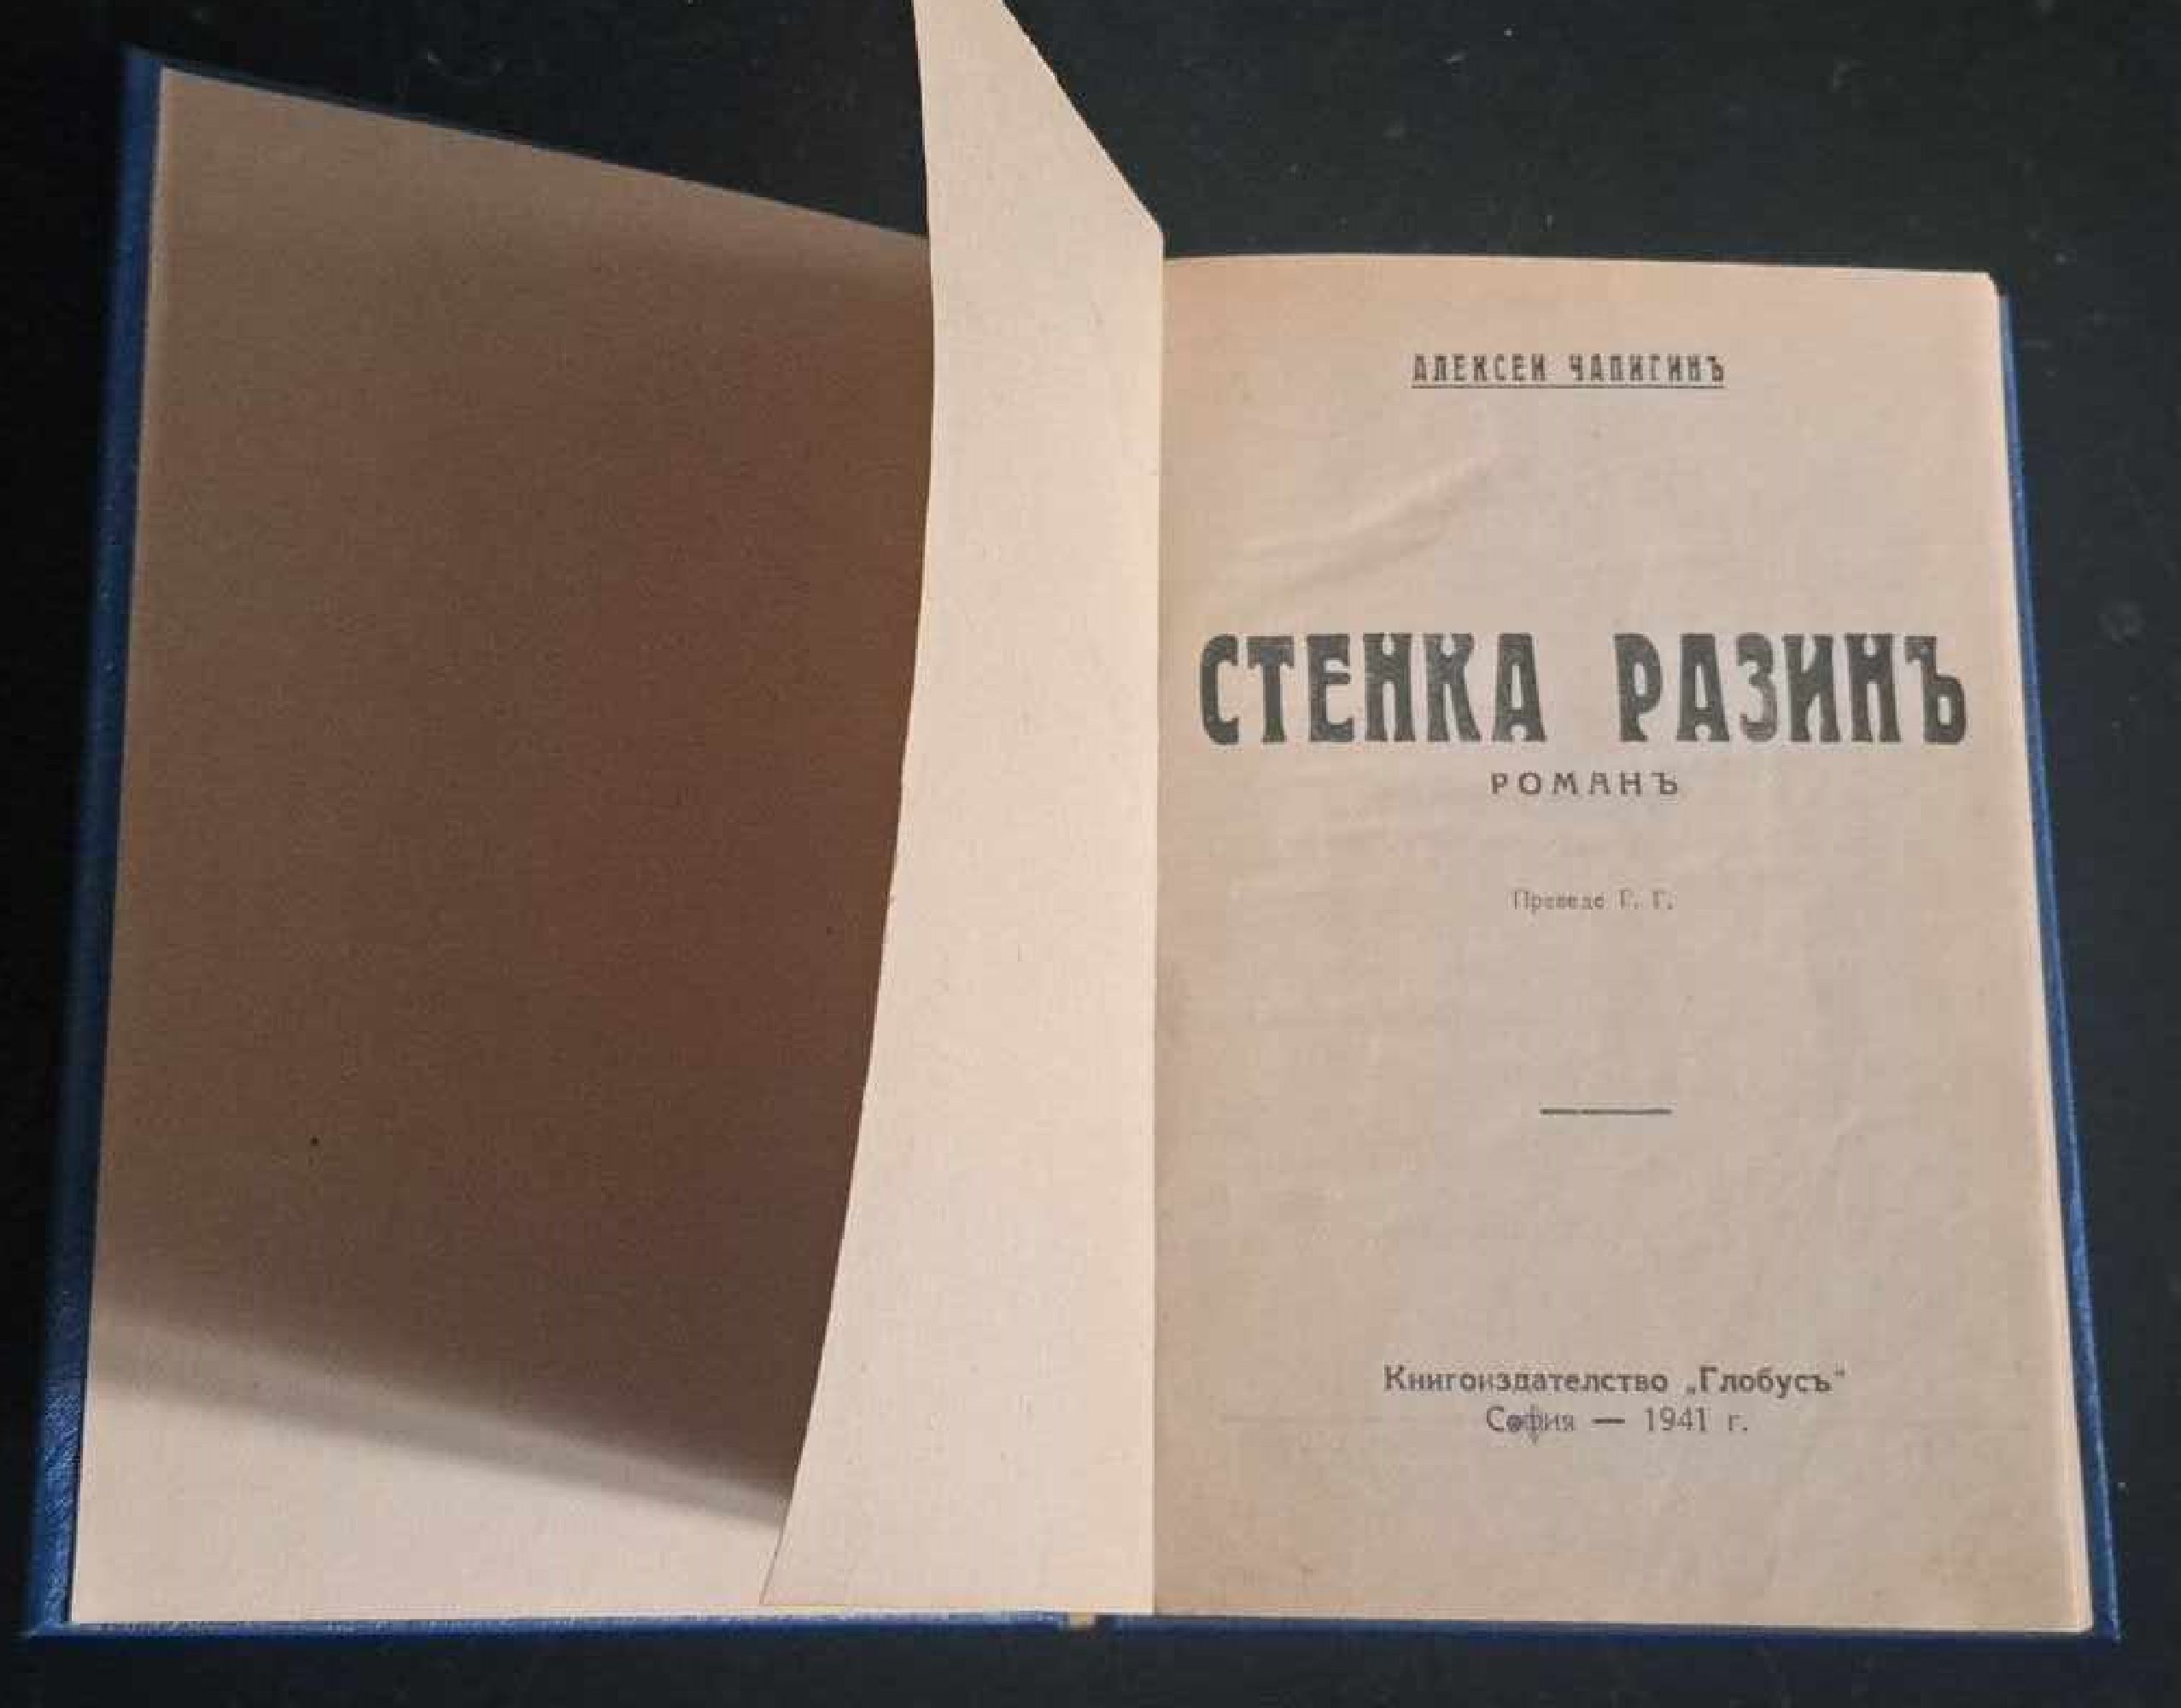 АЛЕКСЕИ ЧАПИГИНЪ
СТЕНКА РАЗИНЪ
РОМАНЪ
Преведе Г. Г.
Книгоиздателство „Глобусъ“
София — 1941 г.